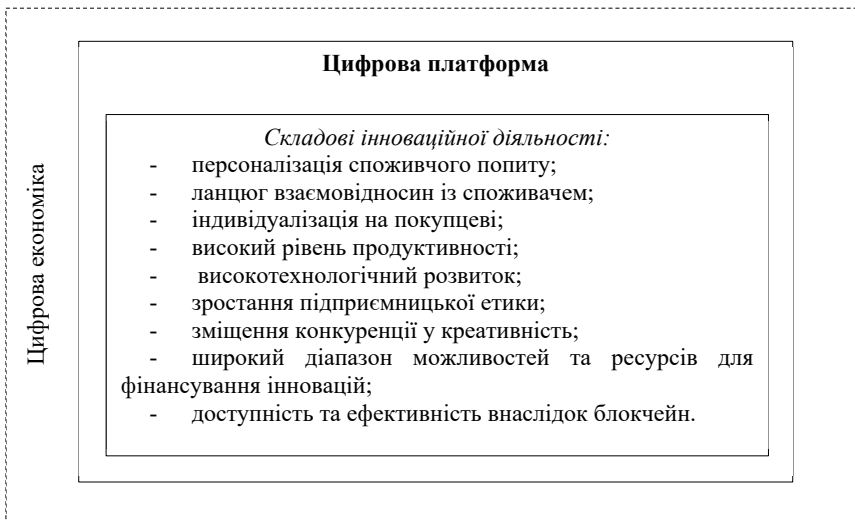 Цифрова економіка
Цифрова платформа
Складові інноваційної діяльності:
- персоналізація споживчого попиту;
- ланцюг взаємовідносин із споживачем;
- індивідуалізація на покупцеві;
- високий рівень продуктивності;
- високотехнологічний розвиток;
- зростання підприємницької етики;
- зміщення конкуренції у креативність;
- широкий діапазон можливостей та ресурсів для
фінансування інновацій;
- доступність та ефективність внаслідок блокчейн.